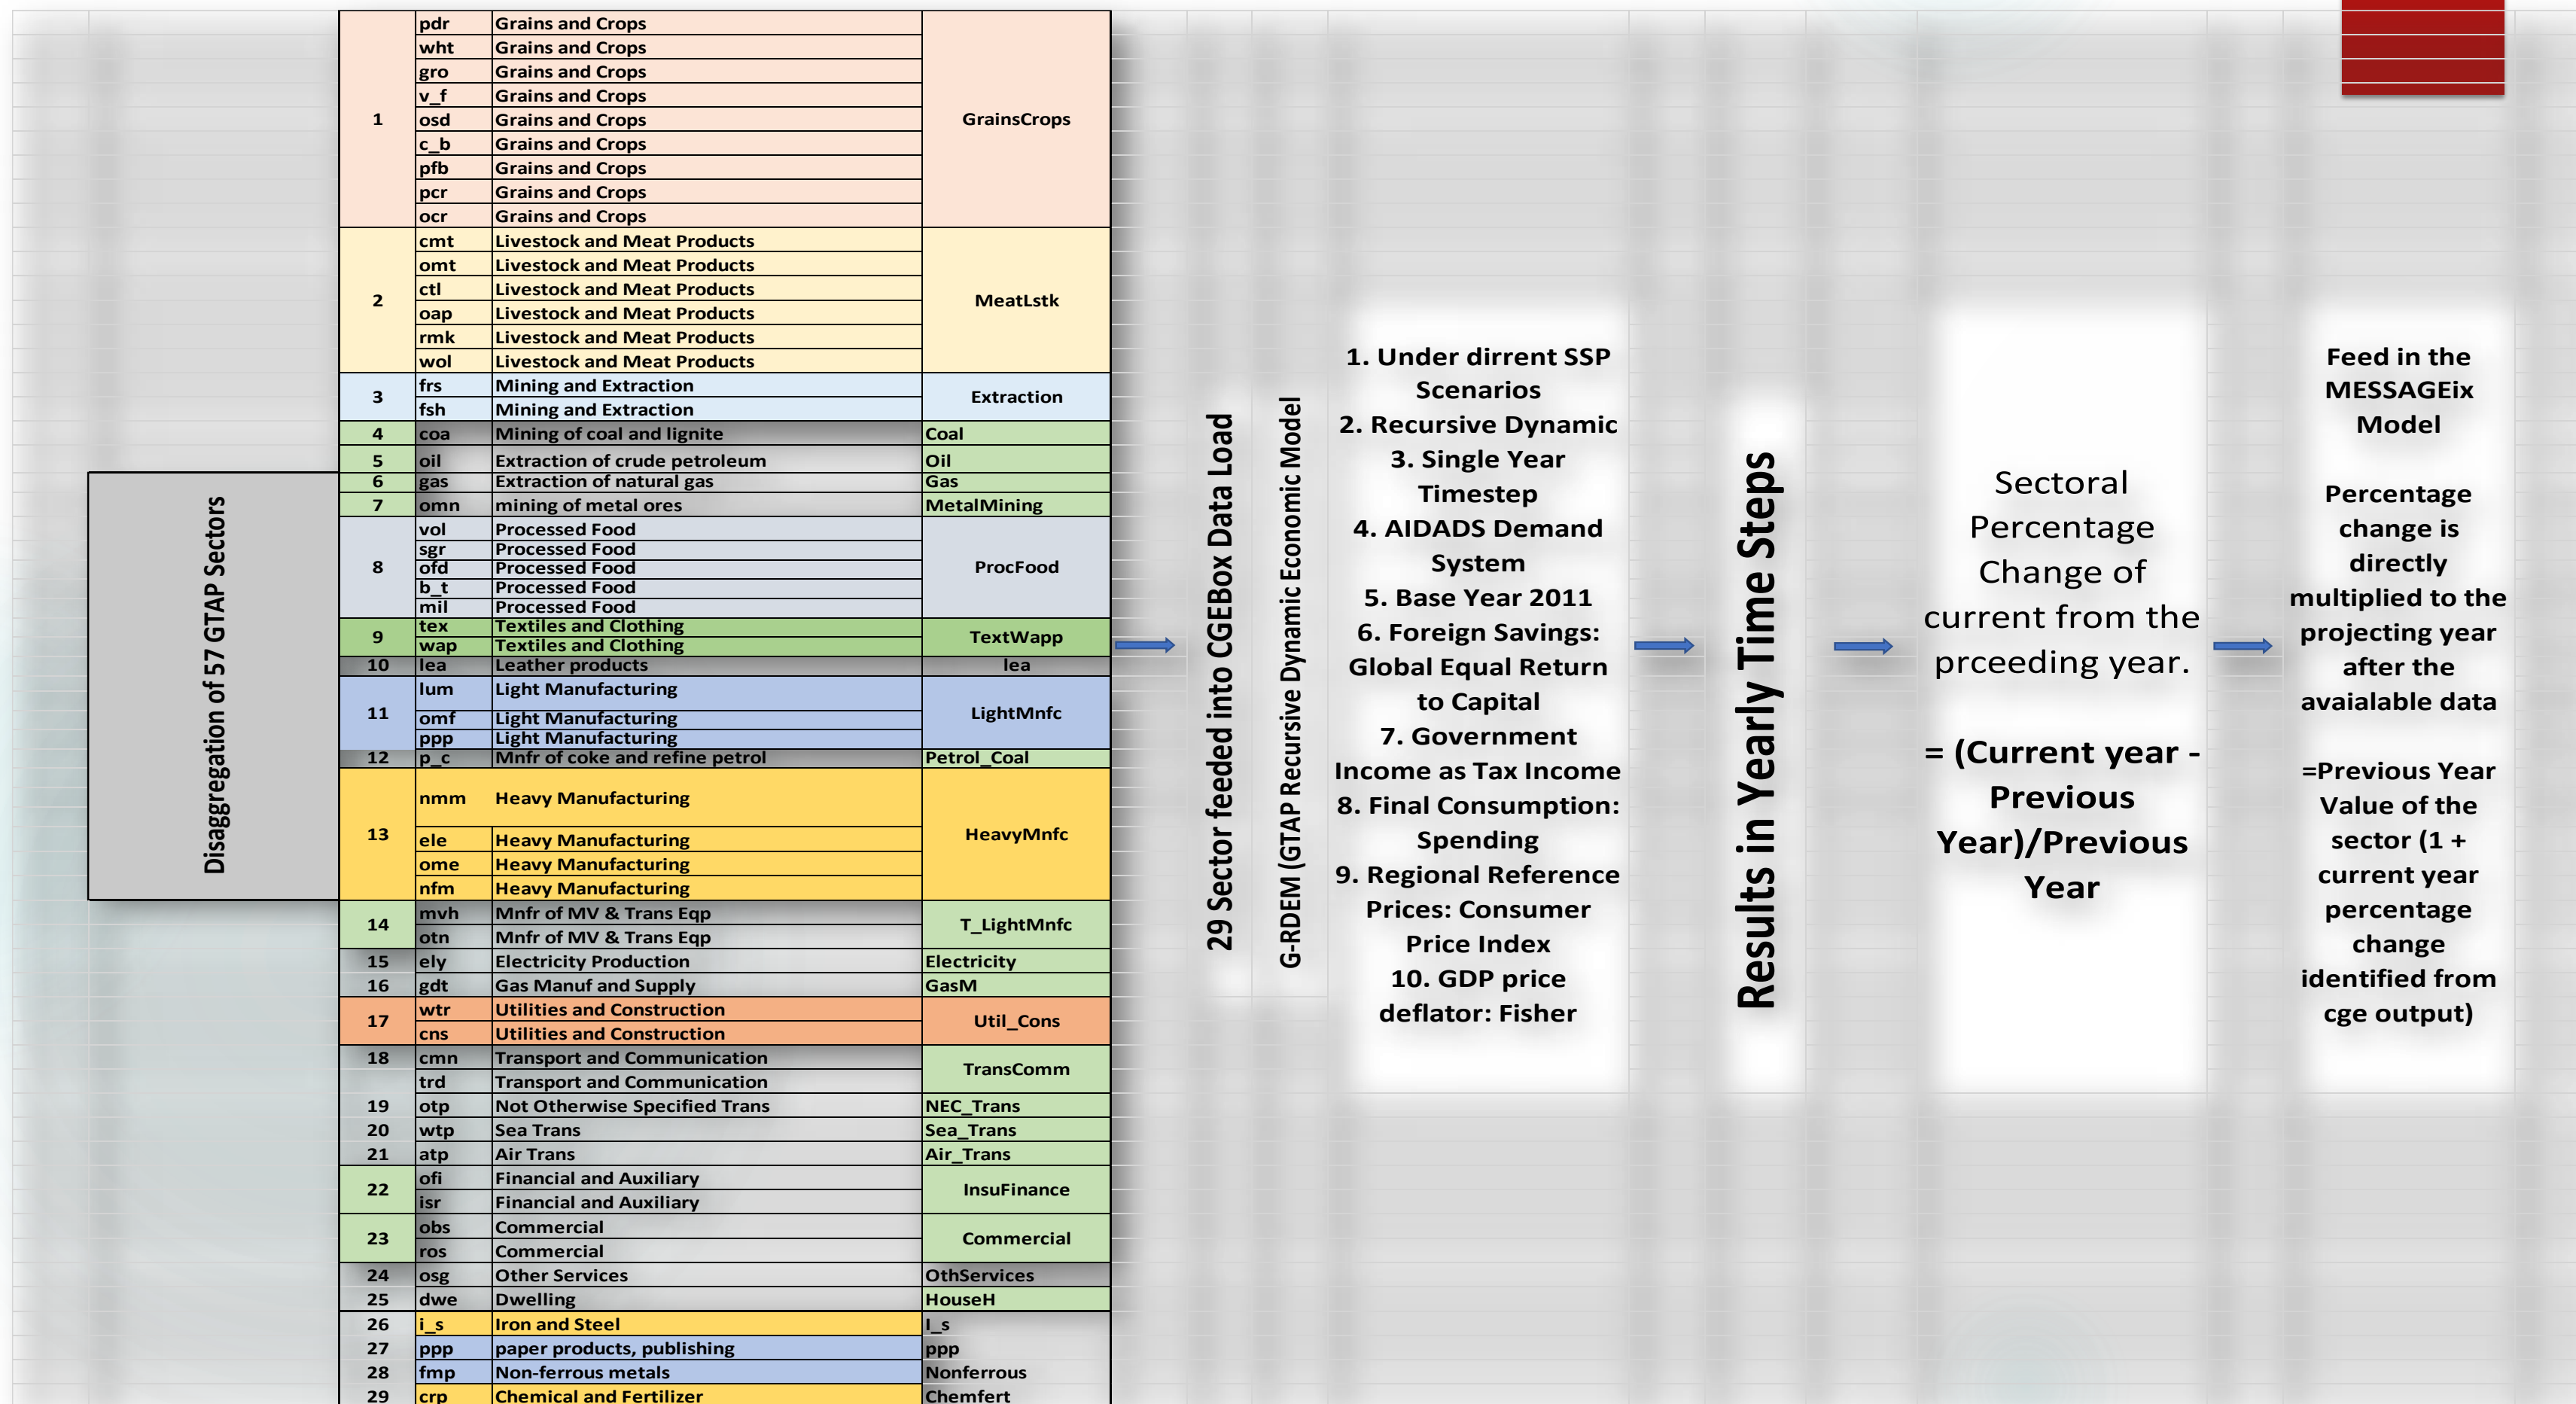 Disaggregation of 57 GTAP Sectors
1 GrainsCrops
pdr Grains and Crops
wht Grains and Crops
gro Grains and Crops
v_f Grains and Crops
osd Grains and Crops
c_b Grains and Crops
pfb Grains and Crops
pcr Grains and Crops
ocr Grains and Crops
2 MeatLstk
cmt Livestock and Meat Products
omt Livestock and Meat Products
ctl Livestock and Meat Products
oap Livestock and Meat Products
rmk Livestock and Meat Products
wol Livestock and Meat Products
3 Extraction
frs Mining and Extraction
fsh Mining and Extraction
4 coa Mining of coal and lignite Coal
5 oil Extraction of crude petroleum Oil
6 gas Extraction of natural gas Gas
7 omn mining of metal ores MetalMining
8 ProcFood
vol Processed Food
sgr Processed Food
ofd Processed Food
b_t Processed Food
mil Processed Food
9 TextWapp
tex Textiles and Clothing
wap Textiles and Clothing
10 lea Leather products lea
11 LightMnfc
lum Light Manufacturing
omf Light Manufacturing
ppp Light Manufacturing
12 p_c Mnfr of coke and refine petrol Petrol_Coal
13 HeavyMnfc
nmm Heavy Manufacturing
ele Heavy Manufacturing
ome Heavy Manufacturing
nfm Heavy Manufacturing
14 T_LightMnfc
mvh Mnfr of MV & Trans Eqp
otn Mnfr of MV & Trans Eqp
15 ely Electricity Production Electricity
16 gdt Gas Manuf and Supply GasM
17 Util_Cons
wtr Utilities and Construction
cns Utilities and Construction
18 cmn Transport and Communication TransComm
trd Transport and Communication
19 otp Not Otherwise Specified Trans NEC_Trans
20 wtp Sea Trans Sea_Trans
21 atp Air Trans Air_Trans
22 InsuFinance
ofi Financial and Auxiliary
isr Financial and Auxiliary
23 Commercial
obs Commercial
ros Commercial
24 osg Other Services OthServices
25 dwe Dwelling HouseH
26 i_s Iron and Steel I_s
27 ppp paper products, publishing ppp
28 fmp Non-ferrous metals Nonferrous
29 crp Chemical and Fertilizer Chemfert
29 Sector feeded into CGEBox Data Load
G-RDEM (GTAP Recursive Dynamic Economic Model
1. Under dirrent SSP
Scenarios
2. Recursive Dynamic
3. Single Year
Timestep
4. AIDADS Demand
System
5. Base Year 2011
6. Foreign Savings:
Global Equal Return
to Capital
7. Government
Income as Tax Income
8. Final Consumption:
Spending
9. Regional Reference
Prices: Consumer
Price Index
10. GDP price
deflator: Fisher
Results in Yearly Time Steps
Sectoral
Percentage
Change of
current from the
prceeding year.
= (Current year -
Previous
Year)/Previous
Year
Feed in the
MESSAGEix
Model
Percentage
change is
directly
multiplied to the
projecting year
after the
avaialable data
=Previous Year
Value of the
sector (1 +
current year
percentage
change
identified from
cge output)